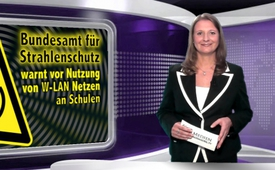 Bundesamt für
Strahlenschutz
warnt vor Nutzung
von W-LAN Netzen
an Schulen